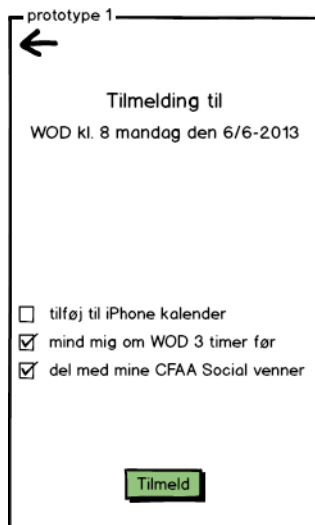 prototype 1
Tilmelding til
WOD kl. 8 mandag den 6/6-2013
tilføj til iPhone kalender
mind mig om WOD 3 timer før
del med mine CFAA Social venner
Tilmeld